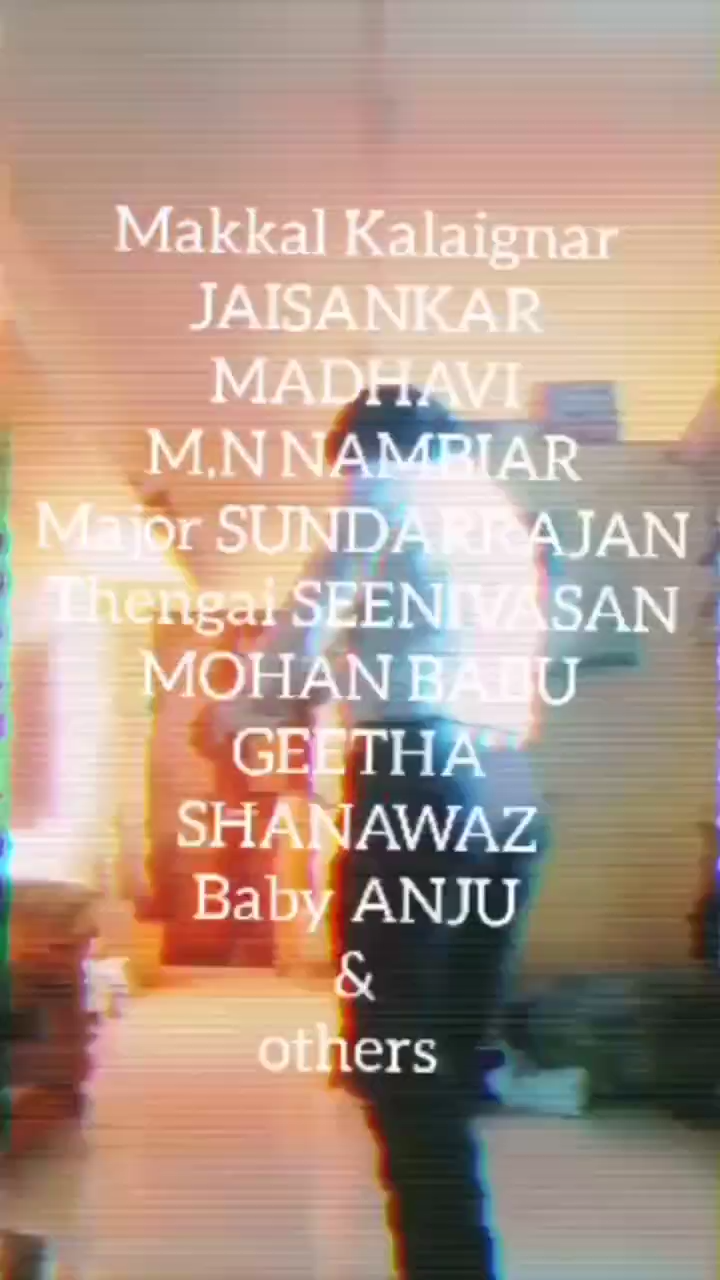 Makkal Kalaignar
JAISANKAR
MADHAVI
M.N NAMBIAR
Major SUNDARRAJAN
Thengai SEENIVASAN
MOHAN BABU
GEETHA
SHANAWAZ
Baby ANJU
&
others